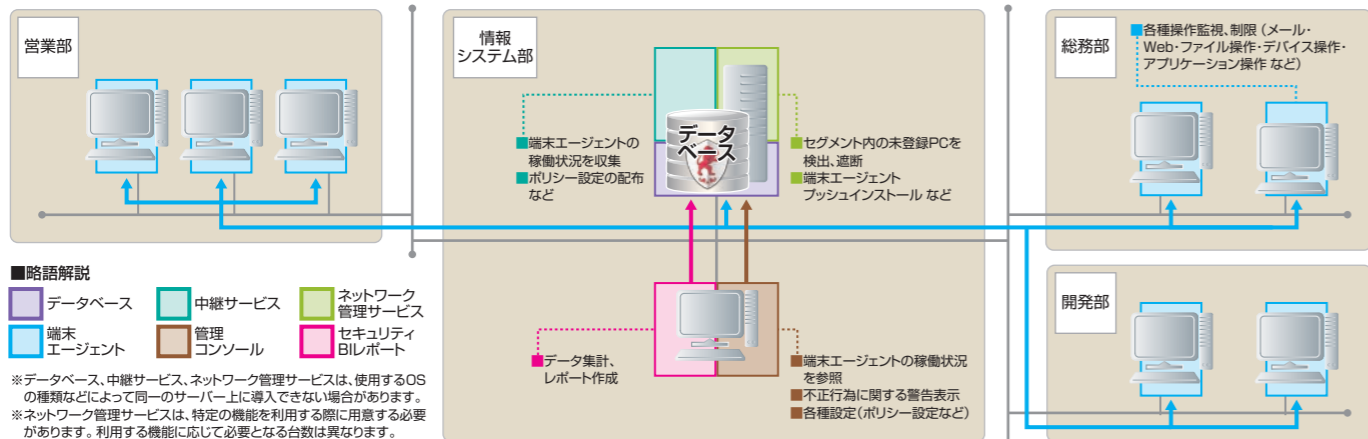 営業部
情報
システム部
■端末エージェントの
稼働状況を収集
■ポリシー設定の配布
など
データ
ベース
■セグメント内の未登録PCを
検出、遮断
■端末エージェント
プッシュインストール など
総務部
■各種操作監視、制限（メール・
Web・ファイル操作・デバイス操作・
アプリケーション操作 など）
■略語解説
データベース
中継サービス
ネットワーク
管理サービス
端末
エージェント
管理
コンソール
セキュリティ
BIレポート
※データベース、中継サービス、ネットワーク管理サービスは、使用するOS
の種類などによって同一のサーバー上に導入できない場合があります。
※ネットワーク管理サービスは、特定の機能を利用する際に用意する必要
があります。利用する機能に応じて必要となる台数は異なります。
■データ集計、
レポート作成
■端末エージェントの稼働状況
を参照
■不正行為に関する警告表示
■各種設定（ポリシー設定など）
開発部